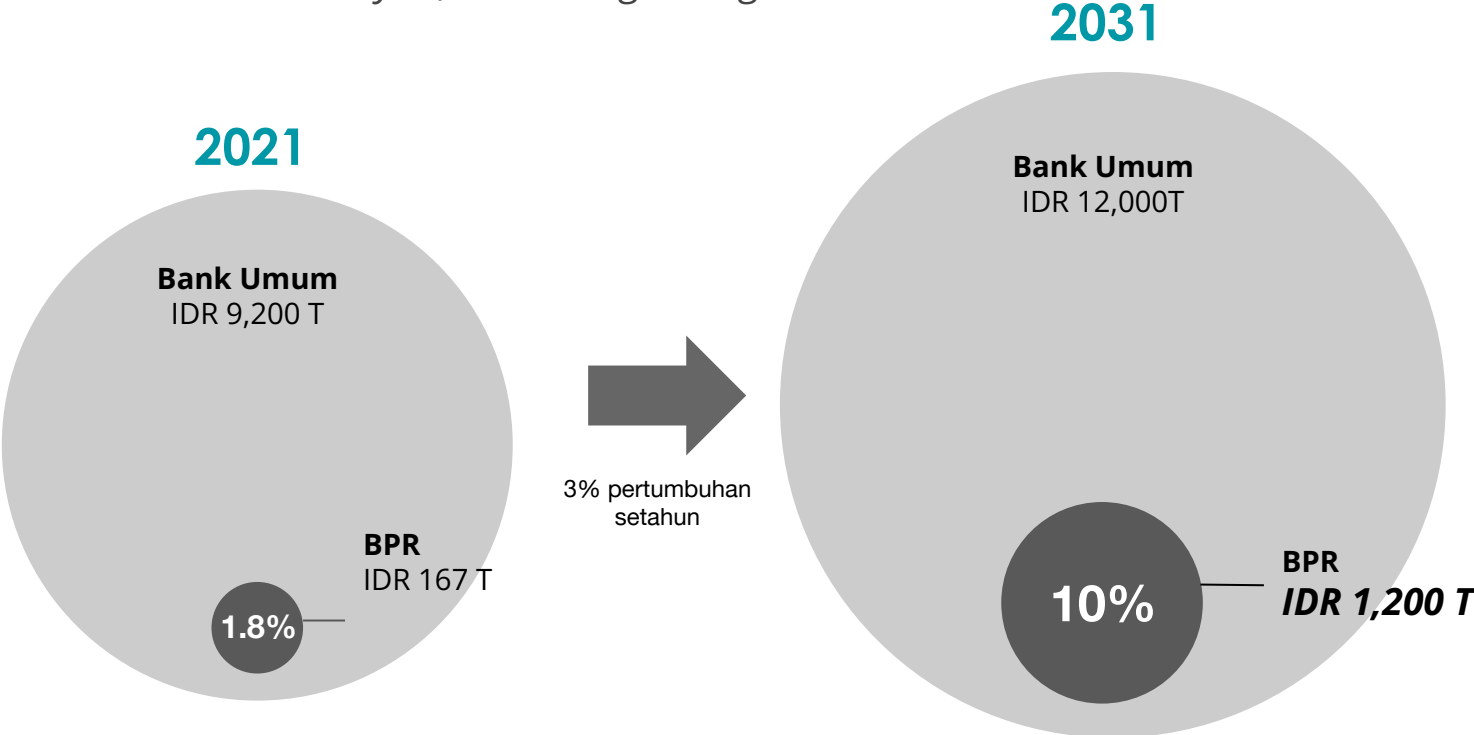 2031
2021
Bank Umum
IDR 12,000T
Bank Umum
IDR 9,200 T
3% pertumbuhan
setahun
BPR
IDR 167 T
1.8%
BPR
IDR 1,200 T
10%